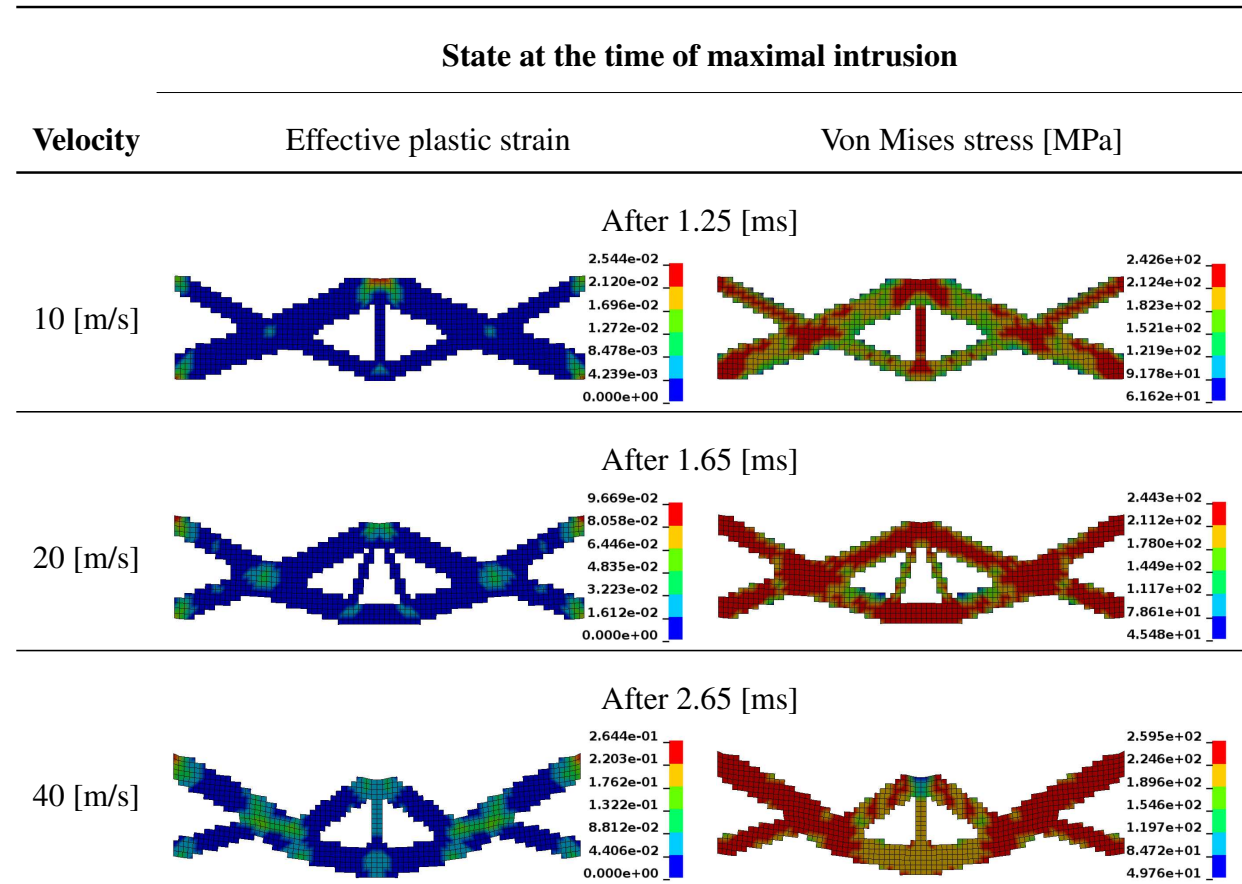 State at the time of maximal intrusion
Velocity Effective plastic strain Von Mises stress [MPa]
After 1.25 [ms]
10 [m/s]
2.544e-02
2.120e-02
1.696e-02
1.272e-02
8.478e-03
4.239e-03
0.000e+00
2.426e+02
2.124e+02
1.823e+02
1.521e+02
1.219e+02
9.178e+01
6.162e+01
After 1.65 [ms]
20 [m/s]
9.669e-02
8.058e-02
6.446e-02
4.835e-02
3.223e-02
1.612e-02
0.000e+00
2.443e+02
2.112e+02
1.780e+02
1.449e+02
1.117e+02
7.861e+01
4.548e+01
After 2.65 [ms]
40 [m/s]
2.644e-01
2.203e-01
1.762e-01
1.322e-01
8.812e-02
4.406e-02
0.000e+00
2.595e+02
2.246e+02
1.896e+02
1.546e+02
1.197e+02
8.472e+01
4.976e+01